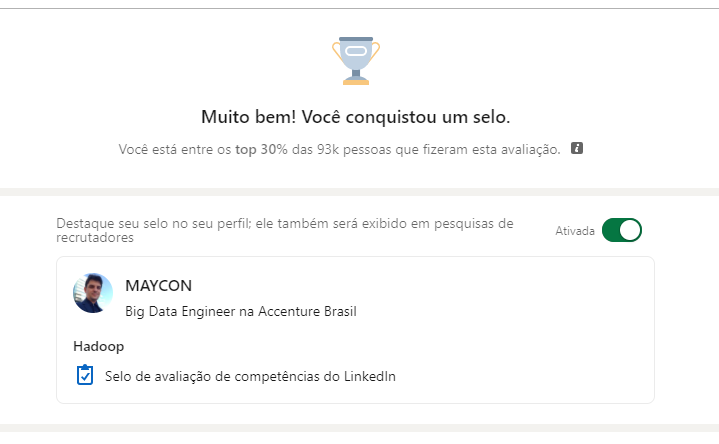 Muito bem! Você conquistou um selo.
Você está entre os top 30% das 93k pessoas que fizeram esta avaliação.
Destaque seu selo no seu perfil; ele também será exibido em pesquisas de
recrutadores
Ativada
MAYCON
Big Data Engineer na Accenture Brasil
Hadoop
Selo de avaliação de competências do LinkedIn